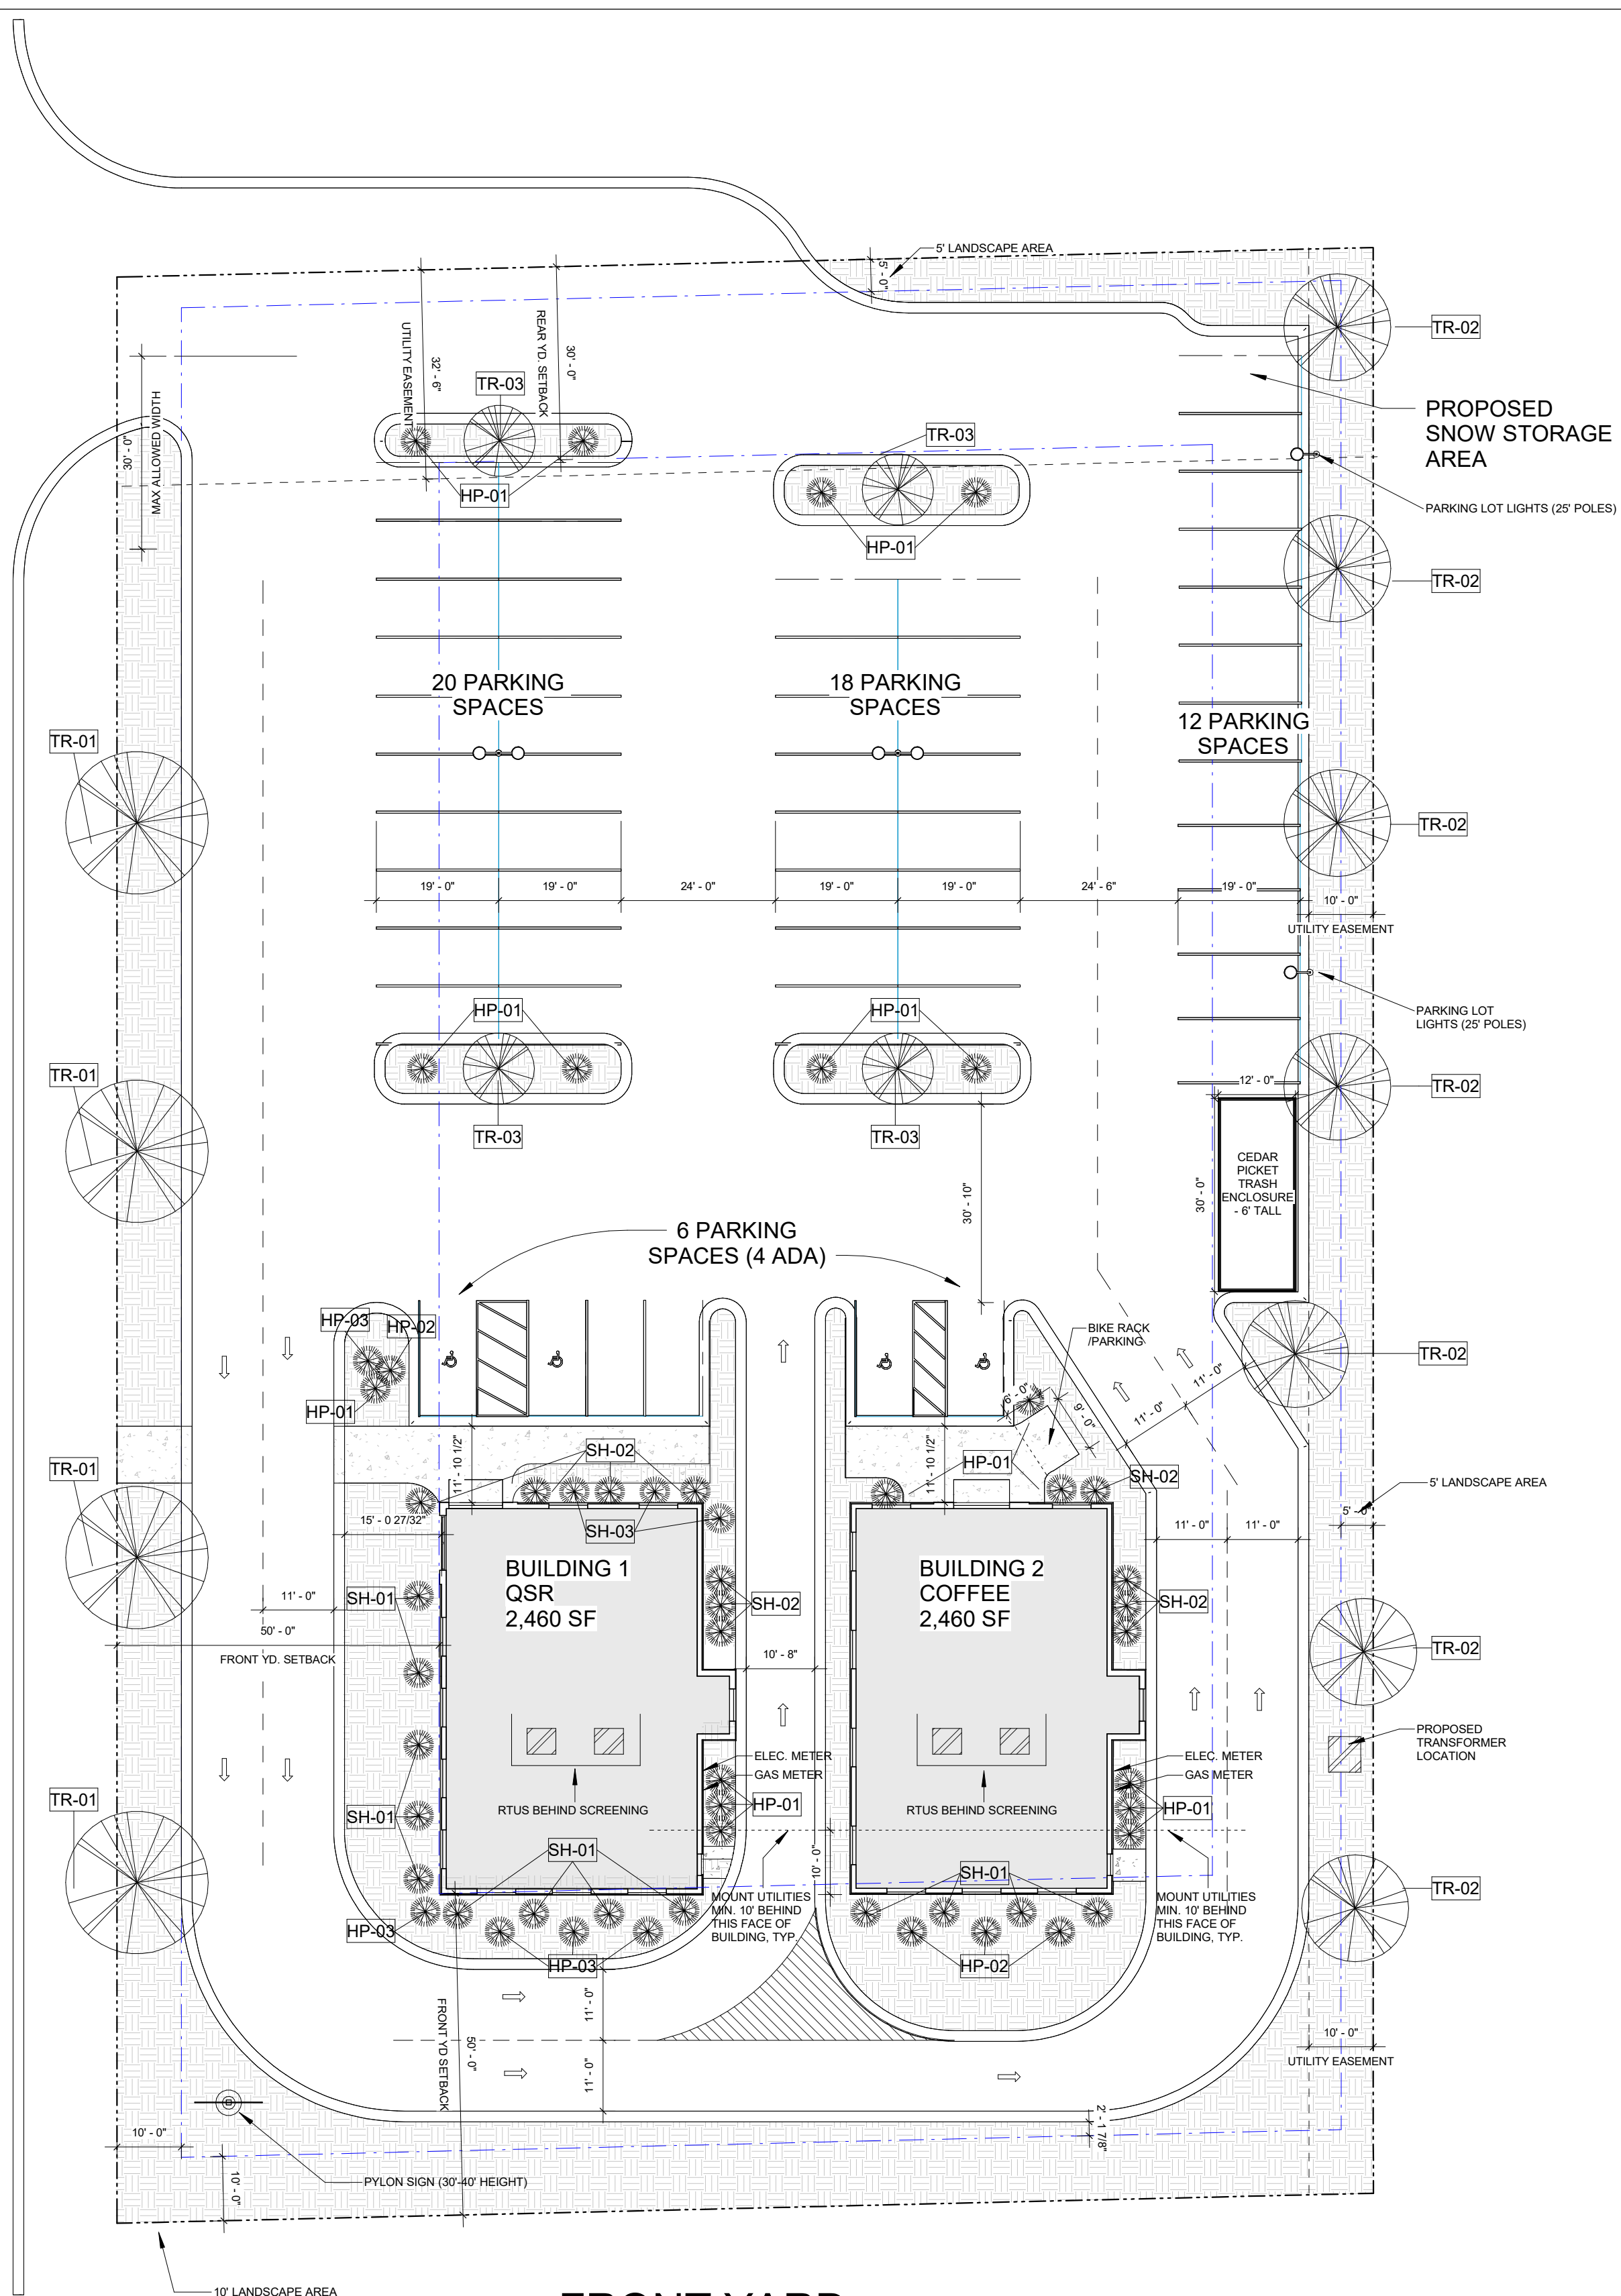 5' LANDSCAPE AREA
5' - 0"
TR-02
UTILITY EASEMENT
32' - 6"
REAR YD. SETBACK
30' - 0"
TR-03
30' - 0"
MAX ALLOWED WIDTH
PROPOSED
SNOW STORAGE
AREA
TR-03
HP-01
PARKING LOT LIGHTS (25' POLES)
HP-01
TR-02
20 PARKING
SPACES
18 PARKING
SPACES
12 PARKING
SPACES
TR-01
TR-02
19' - 0"
19' - 0"
24' - 0"
19' - 0"
19' - 0"
24' - 6"
19' - 0"
10' - 0"
UTILITY EASEMENT
HP-01
HP-01
PARKING LOT
LIGHTS (25' POLES)
TR-01
TR-02
12' - 0"
TR-03
TR-03
CEDAR
PICKET
TRASH
ENCLOSURE
- 6' TALL
30' - 0"
30' - 10"
6 PARKING
SPACES (4 ADA)
HP-03
HP-02
HP-01
BIKE RACK
/PARKING
TR-02
11' - 0"
11' - 0"
6' - 0"
9' - 0"
11' - 10 1/2"
11' - 10 1/2"
SH-02
HP-01
SH-02
TR-01
5' LANDSCAPE AREA
5' - 0"
15' - 0 27/32"
SH-03
11' - 0"
11' - 0"
BUILDING 1
QSR
2,460 SF
BUILDING 2
COFFEE
2,460 SF
11' - 0"
SH-01
SH-02
SH-02
50' - 0"
FRONT YD. SETBACK
10' - 8"
TR-02
PROPOSED
TRANSFORMER
LOCATION
ELEC. METER
GAS METER
ELEC. METER
GAS METER
TR-01
SH-01
RTUS BEHIND SCREENING
HP-01
RTUS BEHIND SCREENING
HP-01
SH-01
10' - 0"
SH-01
TR-02
MOUNT UTILITIES
MIN. 10' BEHIND
THIS FACE OF
BUILDING, TYP.
MOUNT UTILITIES
MIN. 10' BEHIND
THIS FACE OF
BUILDING, TYP.
HP-03
HP-03
HP-02
FRONT YD SETBACK
50' - 0"
11' - 0"
11' - 0"
10' - 0"
UTILITY EASEMENT
2' - 1 7/8"
10' - 0"
10' - 0"
PYLON SIGN (30'-40' HEIGHT)
10' LANDSCAPE AREA
FRONT YARD